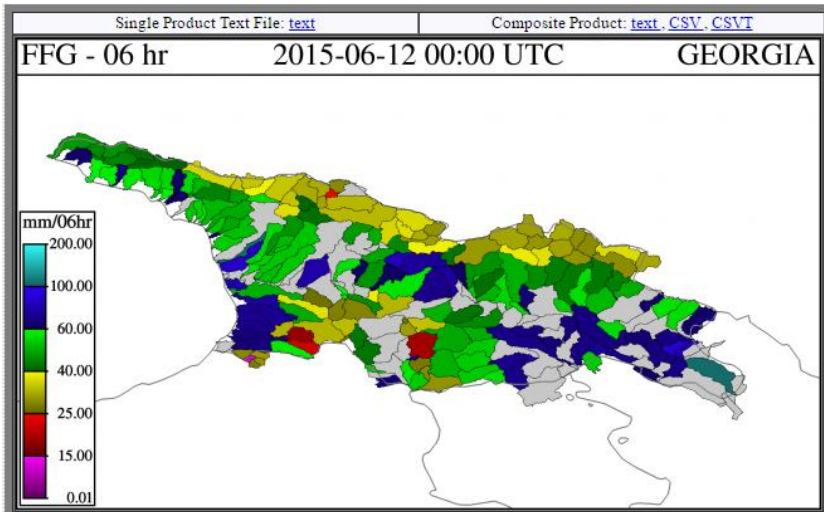 Single Product Text File: text
Composite Product: text , CSV , CSVT
FFG - 06 hr 2015-06-12 00:00 UTC GEORGIA
mm/06hr
200.00
100.00
60.00
40.00
25.00
15.00
0.01